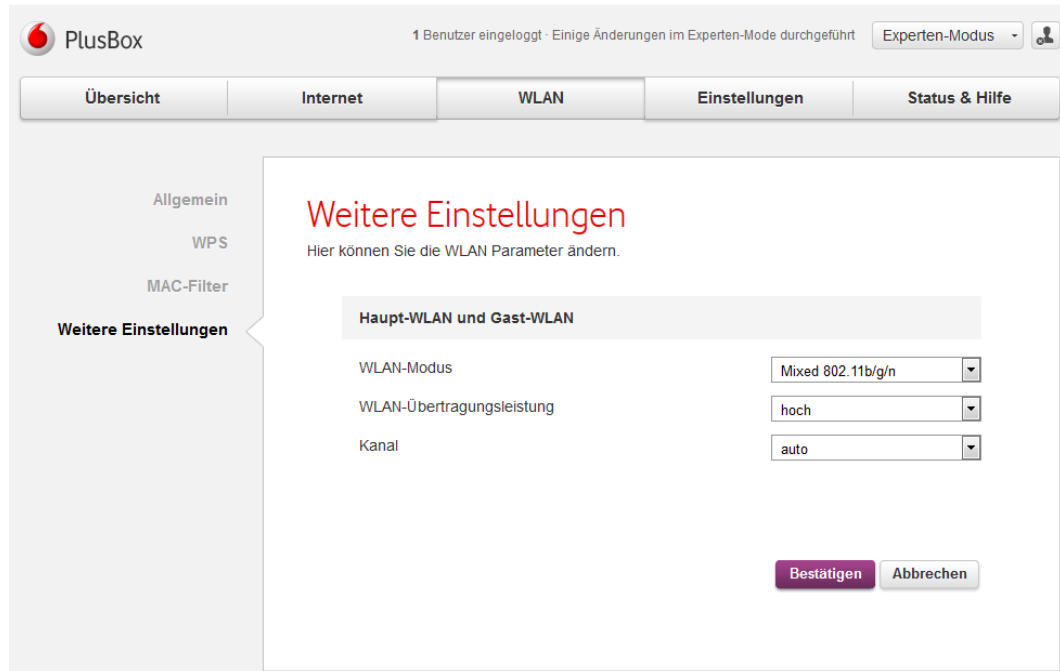 PlusBox
1 Benutzer eingeloggt · Einige Änderungen im Experten-Mode durchgeführt
Experten-Modus
Übersicht
Internet
WLAN
Einstellungen
Status & Hilfe
Allgemein
WPS
MAC-Filter
Weitere Einstellungen
Weitere Einstellungen
Hier können Sie die WLAN Parameter ändern.
Haupt-WLAN und Gast-WLAN
WLAN-Modus
Mixed 802.11b/g/n
WLAN-Übertragungsleistung
hoch
Kanal
auto
Bestätigen
Abbrechen